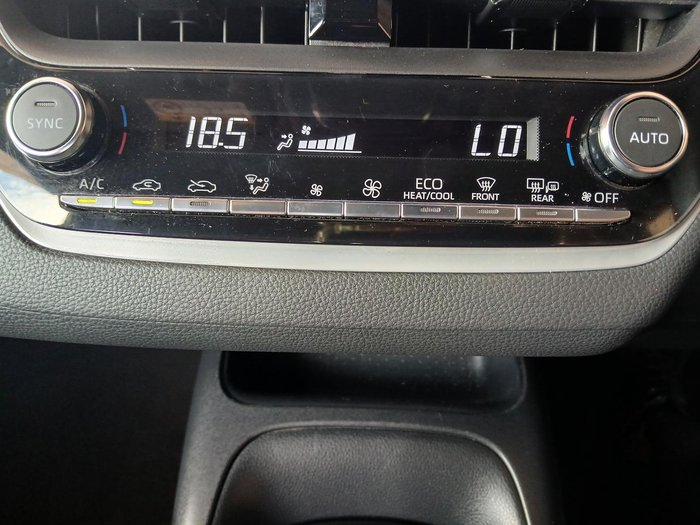 SYNC
18.5
LO
AUTO
A/C
ECO
HEAT/COOL
FRONT
REAR
OFF